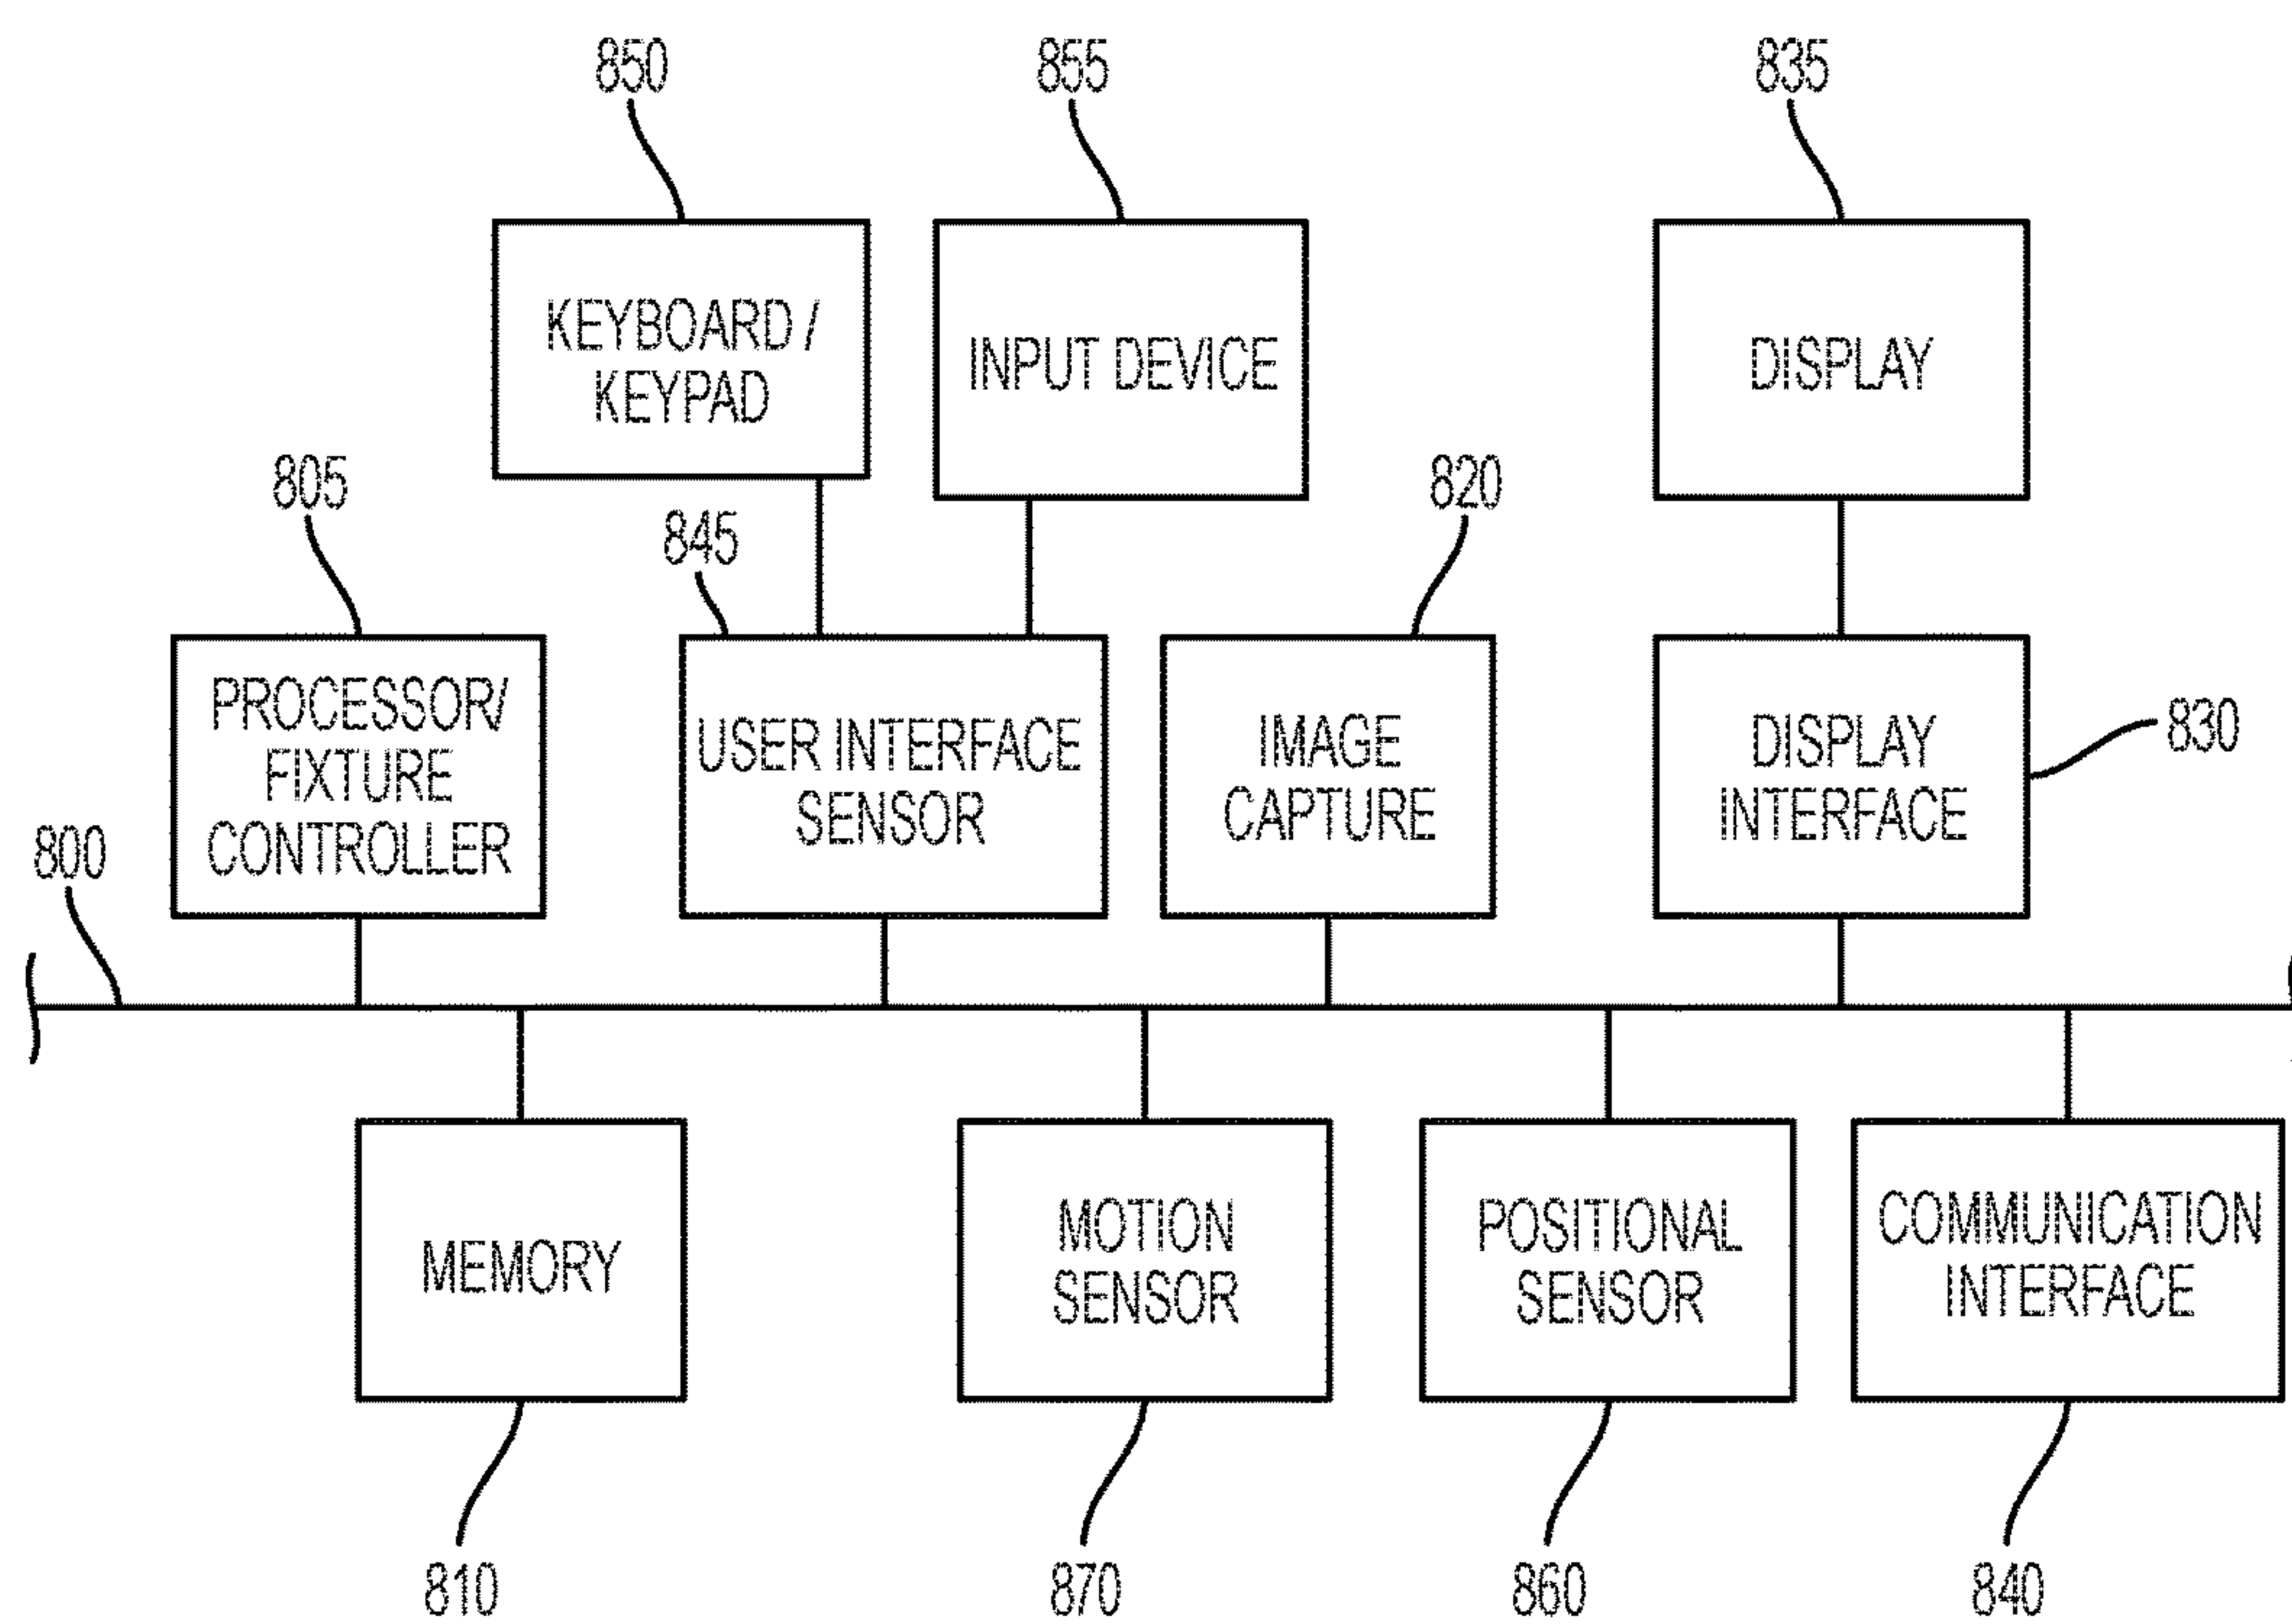 850
855
835
KEYBOARD /
KEYPAD
INPUT DEVICE
DISPLAY
805
845
820
PROCESSOR/
FIXTURE
CONTROLLER
USER INTERFACE
SENSOR
IMAGE
CAPTURE
DISPLAY
INTERFACE
830
800
MEMORY
MOTION
SENSOR
POSITIONAL
SENSOR
COMMUNICATION
INTERFACE
810
870
860
840